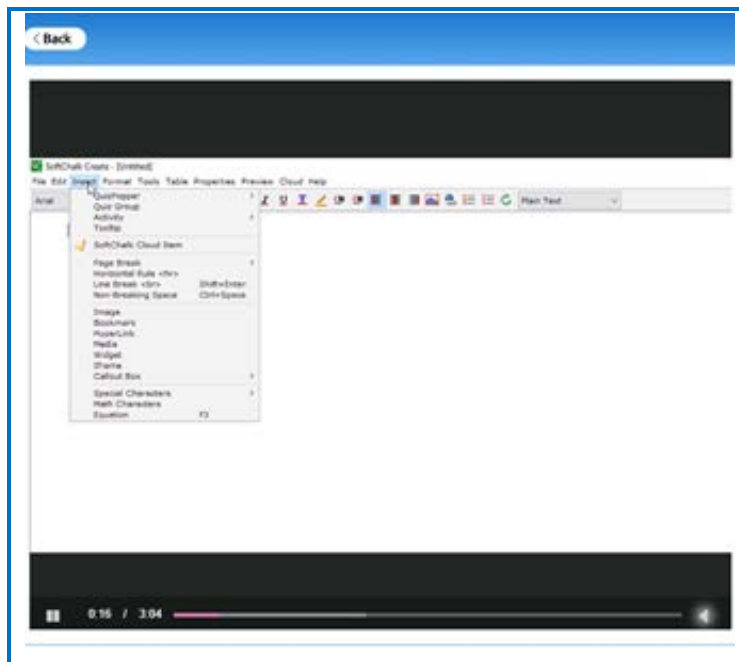 < Back
SoftChalk Create - [Untitled]
File Edit Insert Format Tools Table Properties Preview Cloud Help
Arial I U I Plain Text
QuizPopper
Quiz Group
Activity
Tooltip
SoftChalk Cloud Item
Page Break
Horizontal Rule <hr>
Line Break <br> Shift+Enter
Non-Breaking Space Ctrl+Space
Image
Bookmark
HyperLink
Media
Widget
IFrame
Callout Box
Special Characters
Math Characters
Equation
0:16 / 3:04